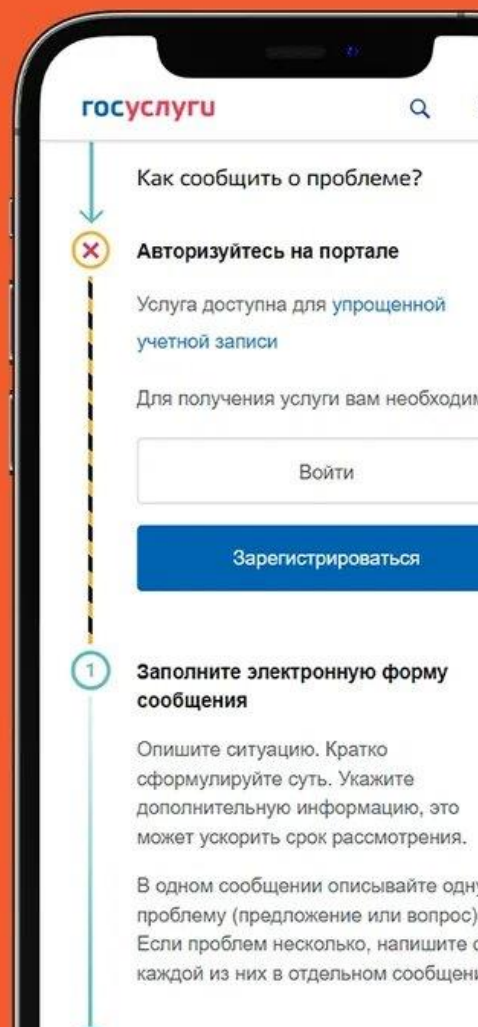 госуслуги
Как сообщить о проблеме?
Авторизуйтесь на портале
Услуга доступна для упрощенной
учетной записи
Для получения услуги вам необходим
Войти
Зарегистрироваться
1
Заполните электронную форму
сообщения
Опишите ситуацию. Кратко
сформулируйте суть. Укажите
дополнительную информацию, это
может ускорить срок рассмотрения.
В одном сообщении описывайте одну
проблему (предложение или вопрос)
Если проблем несколько, напишите о
каждой из них в отдельном сообщени